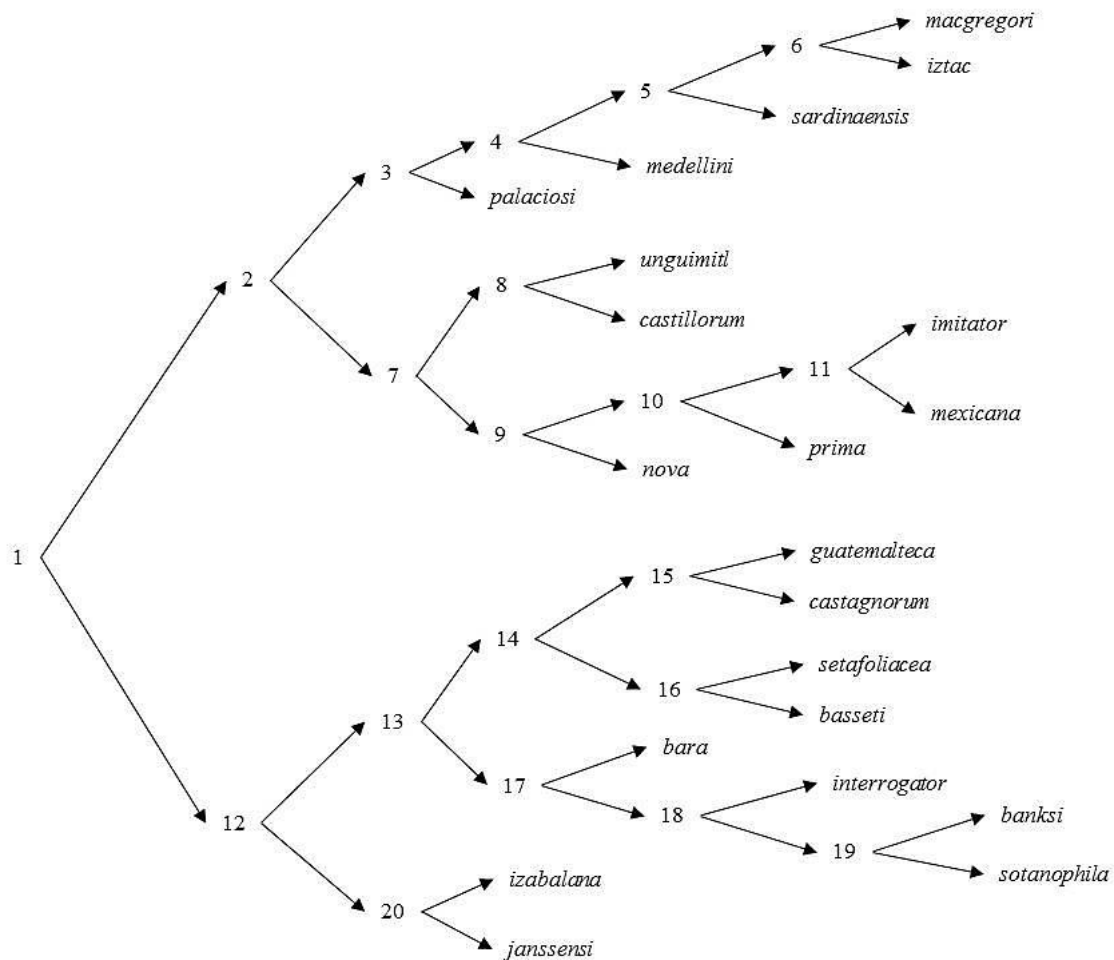 macgregori
6
iztac
5
sardinaensis
4
medellini
3
palaciosi
unguimitl
2
8
castillorum
imitator
11
7
10
mexicana
9
prima
nova
guatemalteca
1
15
castagnorum
14
setafoliacea
16
basseti
13
bara
interrogator
17
banksi
18
12
19
sotanophila
izabalana
20
janssensi